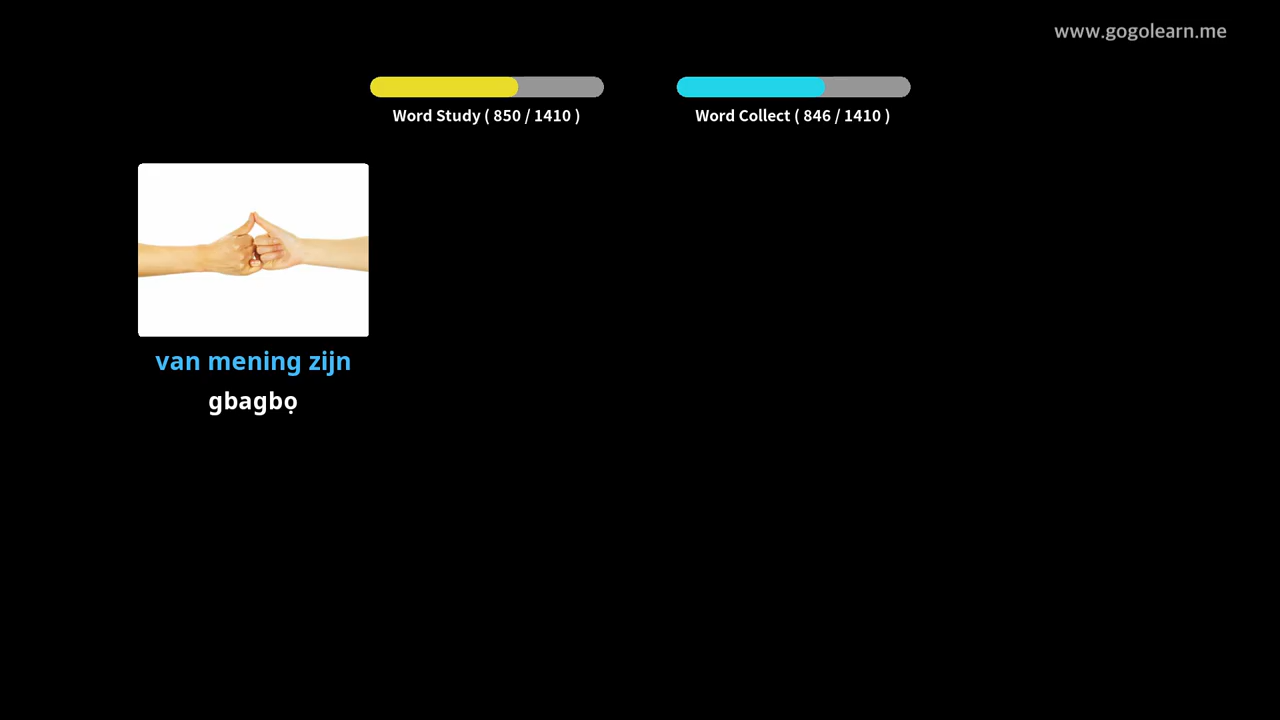 www.gogolearn.me
Word Study ( 850 / 1410 )
Word Collect ( 846 / 1410 )
van mening zijn
gbagbọ